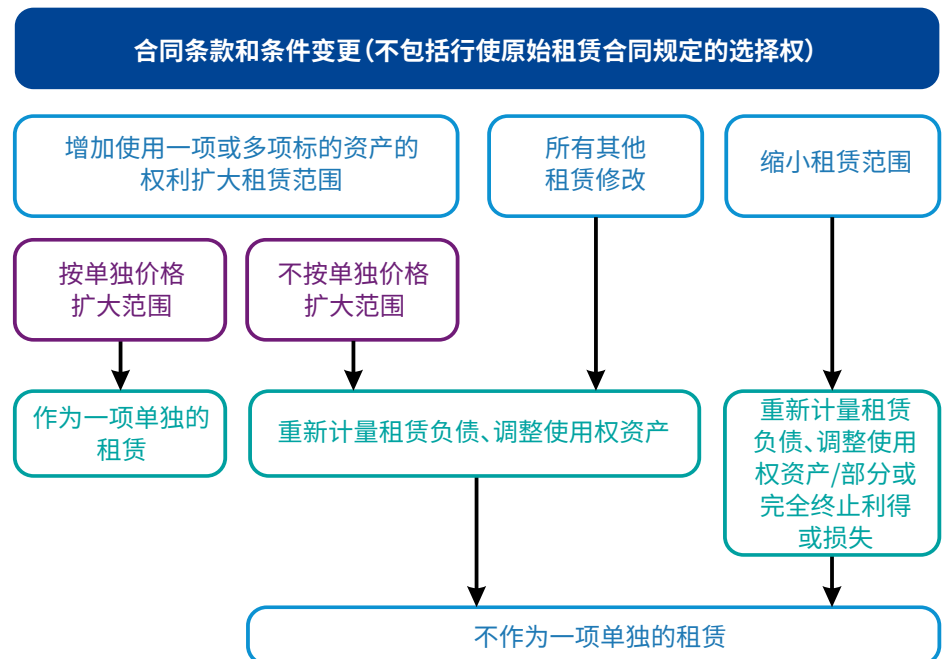 合同条款和条件变更（不包括行使原始租赁合同规定的选择权）
增加使用一项或多项标的资产的
权利扩大租赁范围
所有其他
租赁修改
缩小租赁范围
按单独价格
扩大范围
不按单独价格
扩大范围
作为一项单独的
租赁
重新计量租赁负债、调整使用权资产
重新计量租赁
负债、调整使用
权资产/部分或
完全终止利得
或损失
不作为一项单独的租赁